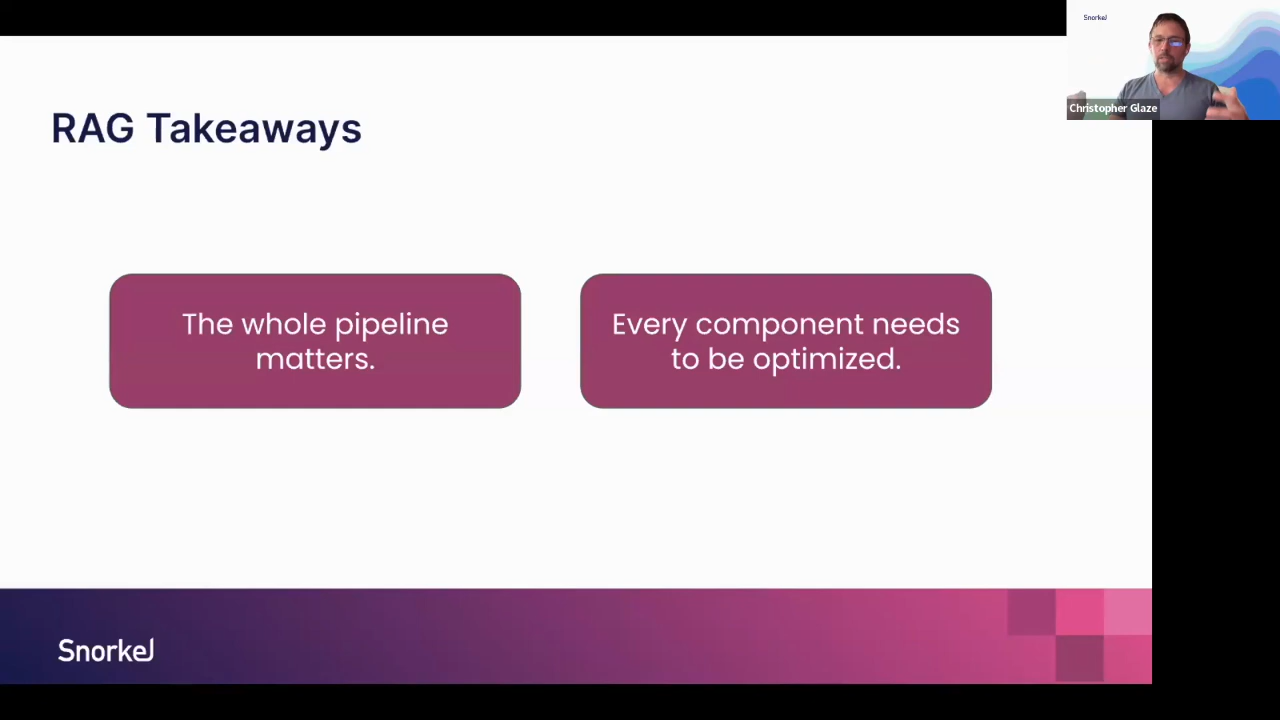 Snorkel
Christopher Glaze
RAG Takeaways
The whole pipeline
matters.
Every component needs
to be optimized.
Snorkel